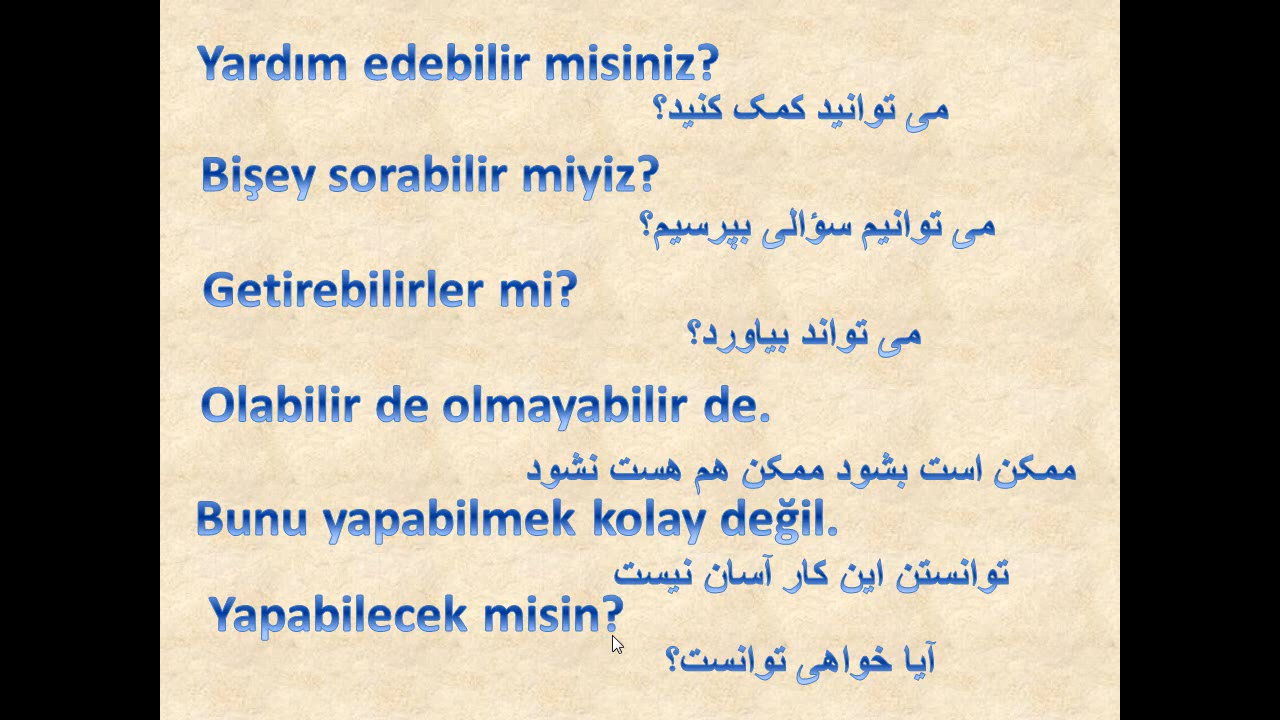 Yardım edebilir misiniz?
می توانید کمک کنید؟
Bişey sorabilir miyiz?
می توانیم سؤالی بپرسیم؟
Getirebilirler mi?
می تواند بیاورد؟
Olabilir de olmayabilir de.
ممکن است بشود ممکن هم هست نشود
Bunu yapabilmek kolay değil.
توانستن این کار آسان نیست
Yapabilecek misin?
آیا خواهی توانست؟